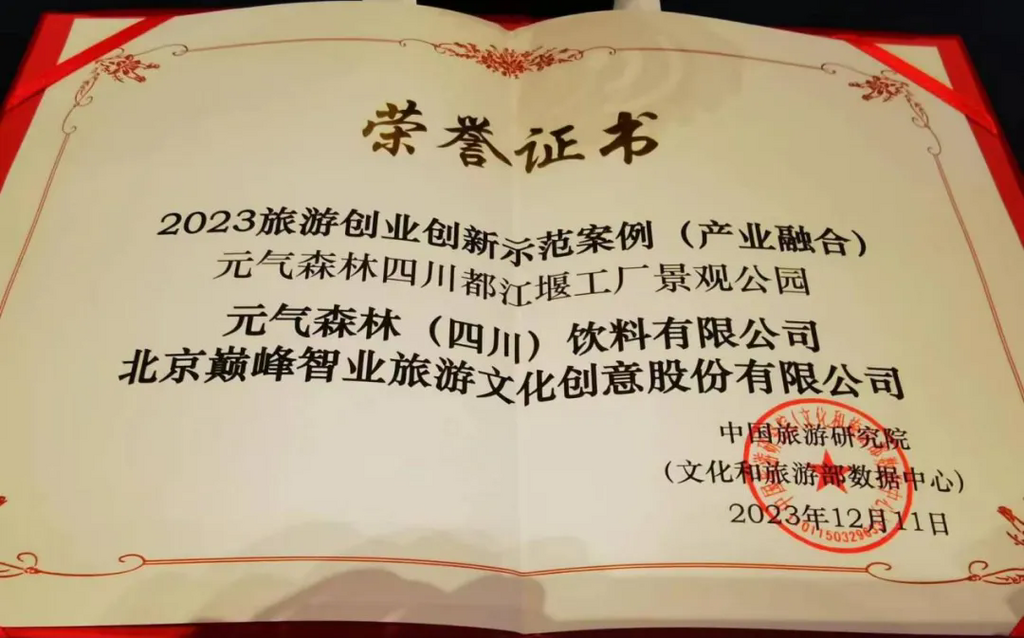 荣誉证书
2023旅游创业创新示范案例（产业融合）
元气森林四川都江堰工厂景观公园
元气森林（四川）饮料有限公司
北京巅峰智业旅游文化创意股份有限公司
中国旅游研究院
（文化和旅游部数据中心）
2023年12月11日